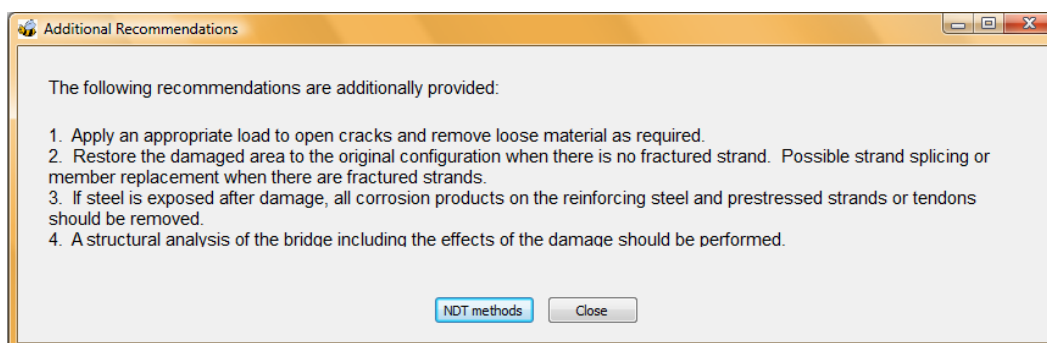 Additional Recommendations
The following recommendations are additionally provided:
1.  Apply an appropriate load to open cracks and remove loose material as required.
2.  Restore the damaged area to the original configuration when there is no fractured strand.  Possible strand splicing or
member replacement when there are fractured strands.
3.  If steel is exposed after damage, all corrosion products on the reinforcing steel and prestressed strands or tendons
should be removed.
4.  A structural analysis of the bridge including the effects of the damage should be performed.
NDT methods Close